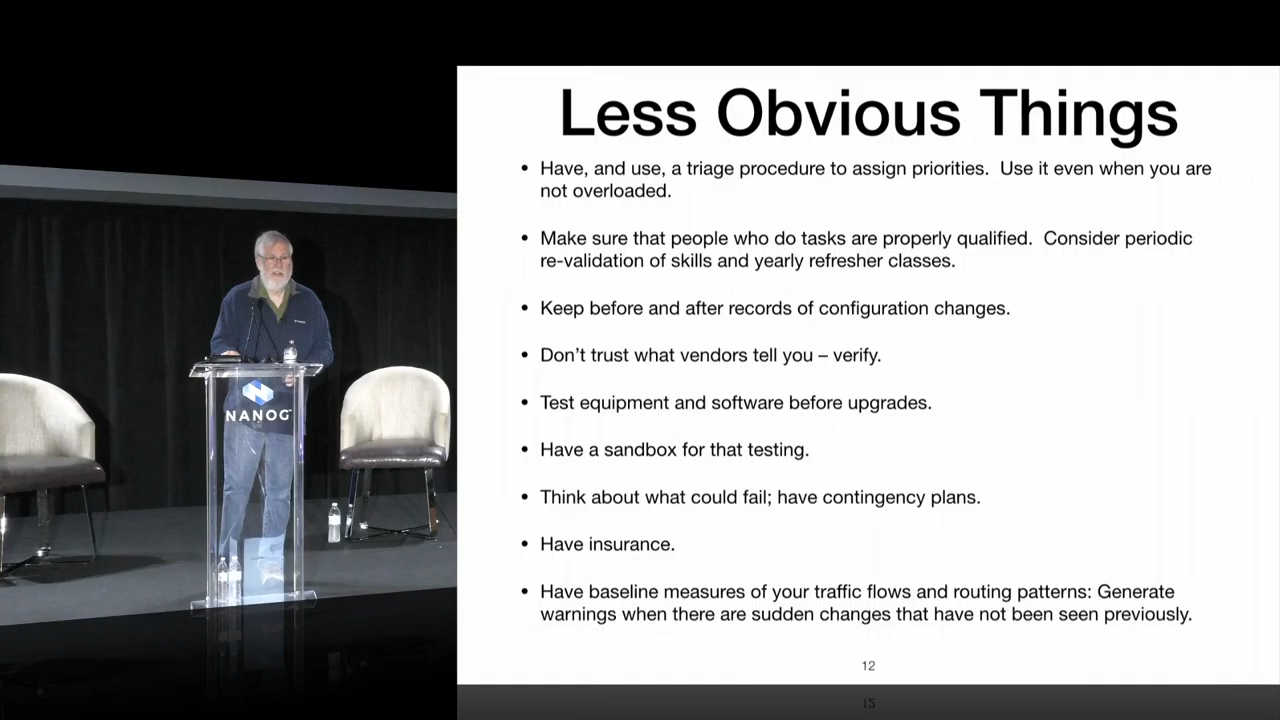 Less Obvious Things
• Have, and use, a triage procedure to assign priorities.  Use it even when you are
not overloaded.
• Make sure that people who do tasks are properly qualified.  Consider periodic
re-validation of skills and yearly refresher classes.
• Keep before and after records of configuration changes.
• Don’t trust what vendors tell you – verify.
• Test equipment and software before upgrades.
• Have a sandbox for that testing.
• Think about what could fail; have contingency plans.
• Have insurance.
• Have baseline measures of your traffic flows and routing patterns: Generate
warnings when there are sudden changes that have not been seen previously.
12
NANOG